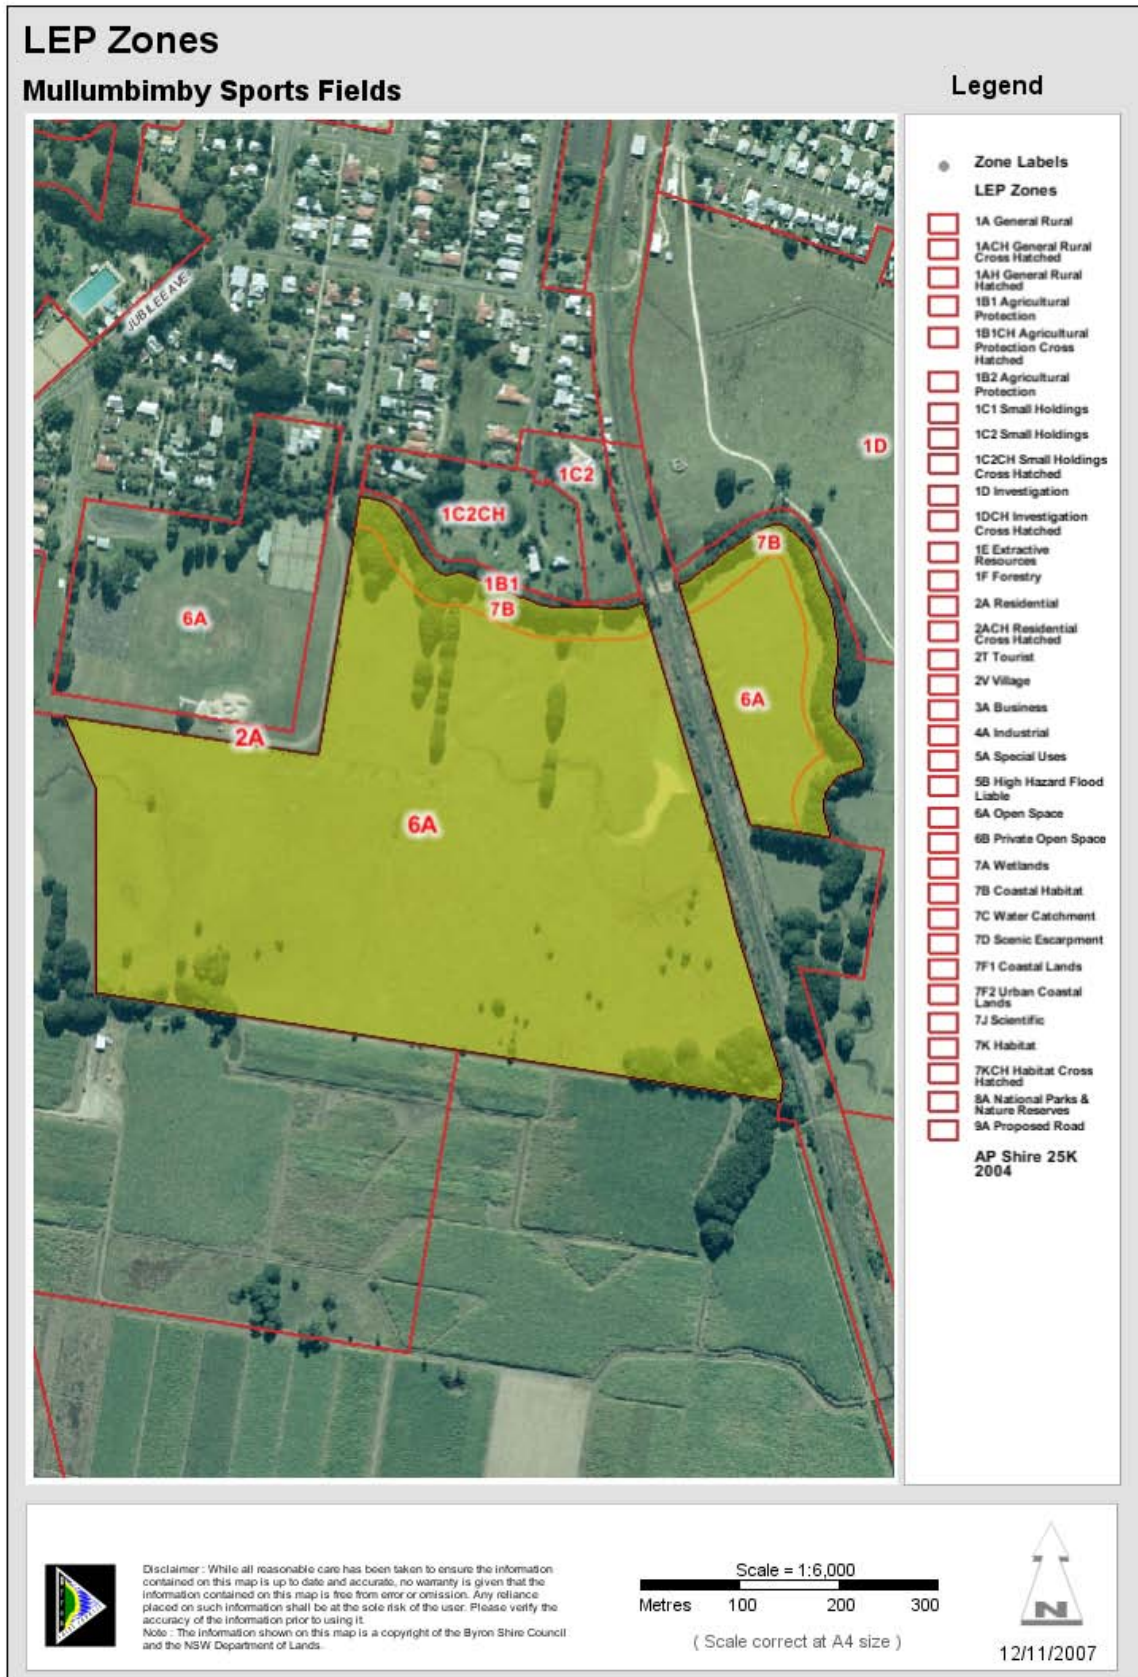 LEP Zones
Mullumbimby Sports Fields
Legend
JUBILEE AVE
1D
1C2
1C2CH
7B
1B1
7B
6A
6A
2A
6A
Zone Labels
LEP Zones
1A General Rural
1ACH General Rural
Cross Hatched
1AH General Rural
Hatched
1B1 Agricultural
Protection
1B1CH Agricultural
Protection Cross
Hatched
1B2 Agricultural
Protection
1C1 Small Holdings
1C2 Small Holdings
1C2CH Small Holdings
Cross Hatched
1D Investigation
1DCH Investigation
Cross Hatched
1E Extractive
Resources
1F Forestry
2A Residential
2ACH Residential
Cross Hatched
2T Tourist
2V Village
3A Business
4A Industrial
5A Special Uses
5B High Hazard Flood
Liable
6A Open Space
6B Private Open Space
7A Wetlands
7B Coastal Habitat
7C Water Catchment
7D Scenic Escarpment
7F1 Coastal Lands
7F2 Urban Coastal
Lands
7J Scientific
7K Habitat
7KCH Habitat Cross
Hatched
8A National Parks &
Nature Reserves
9A Proposed Road
AP Shire 25K
2004
Disclaimer : While all reasonable care has been taken to ensure the information
contained on this map is up to date and accurate, no warranty is given that the
information contained on this map is free from error or omission. Any reliance
placed on such information shall be at the sole risk of the user. Please verify the
accuracy of the information prior to using it.
Note : The information shown on this map is a copyright of the Byron Shire Council
and the NSW Department of Lands.
Scale = 1:6,000
Metres 100 200 300
( Scale correct at A4 size )
N
12/11/2007